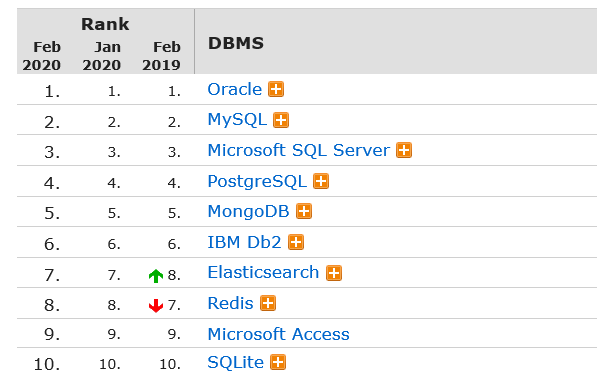 Rank
Feb 2020 Jan 2020 Feb 2019 DBMS
1. 1. 1. Oracle
2. 2. 2. MySQL
3. 3. 3. Microsoft SQL Server
4. 4. 4. PostgreSQL
5. 5. 5. MongoDB
6. 6. 6. IBM Db2
7. 7. 8. Elasticsearch
8. 8. 7. Redis
9. 9. 9. Microsoft Access
10. 10. 10. SQLite